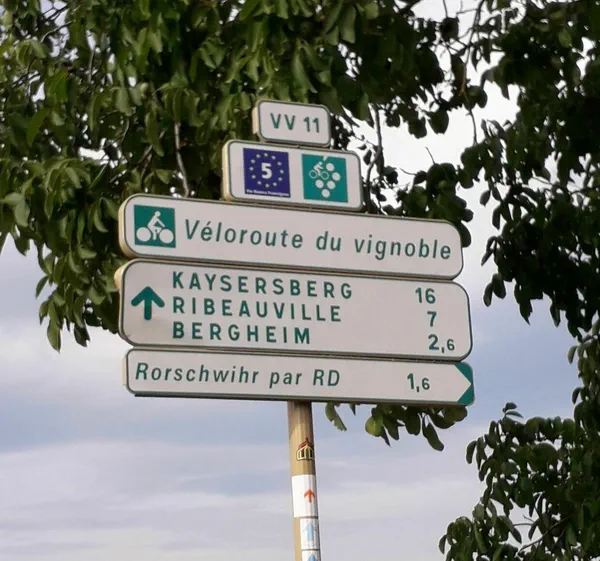 VV 11
5
Véloroute du vignoble
KAYSERSBERG 16
RIBEAUVILLE 7
BERGHEIM 2,6
Rorschwihr par RD 1,6